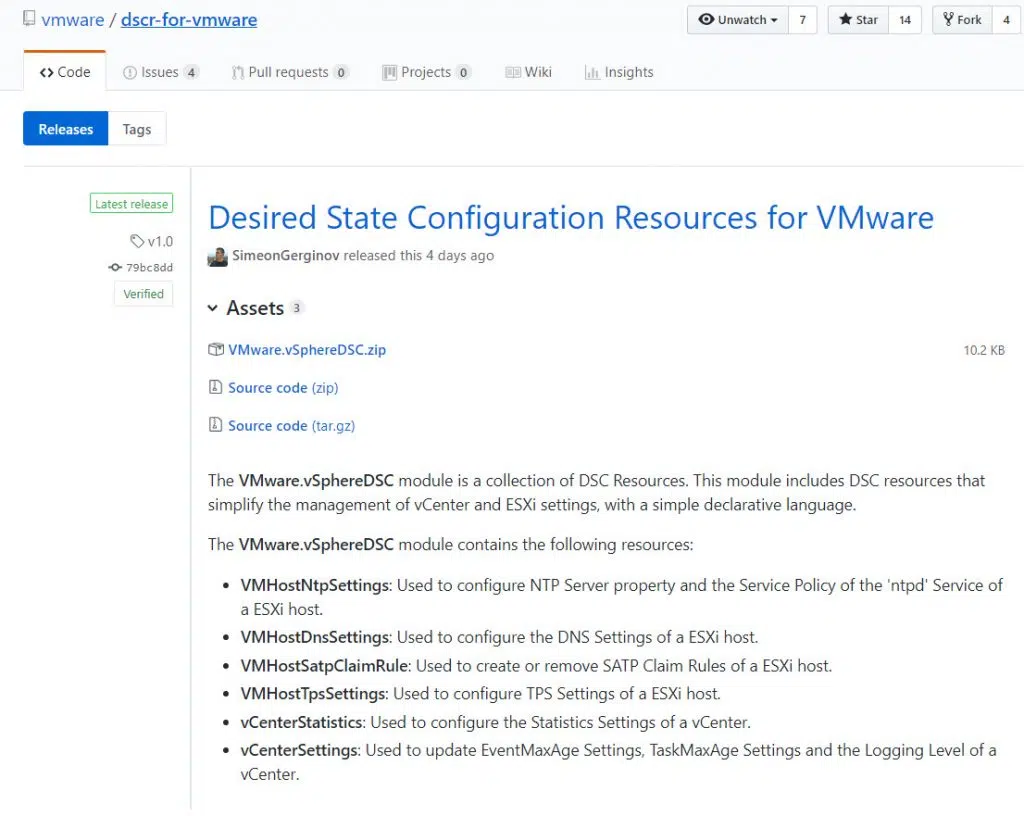 vmware / dscr-for-vmware
Unwatch 7 Star 14 Fork 4
Code Issues 4 Pull requests 0 Projects 0 Wiki Insights
Releases Tags
Latest release
v1.0
79bc8dd
Verified
Desired State Configuration Resources for VMware
SimeonGerginov released this 4 days ago
Assets 3
VMware.vSphereDSC.zip 10.2 KB
Source code (zip)
Source code (tar.gz)
The VMware.vSphereDSC module is a collection of DSC Resources. This module includes DSC resources that
simplify the management of vCenter and ESXi settings, with a simple declarative language.
The VMware.vSphereDSC module contains the following resources:
• VMHostNtpSettings: Used to configure NTP Server property and the Service Policy of the 'ntpd' Service of
a ESXi host.
• VMHostDnsSettings: Used to configure the DNS Settings of a ESXi host.
• VMHostSatpClaimRule: Used to create or remove SATP Claim Rules of a ESXi host.
• VMHostTpsSettings: Used to configure TPS Settings of a ESXi host.
• vCenterStatistics: Used to configure the Statistics Settings of a vCenter.
• vCenterSettings: Used to update EventMaxAge Settings, TaskMaxAge Settings and the Logging Level of a
vCenter.